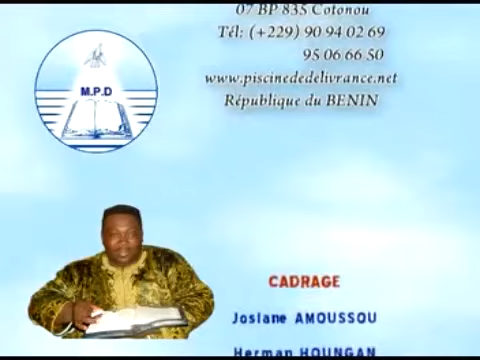 07 BP 835 Cotonou
Tél: (+229) 90 94 02 69
95 06 66 50
www.piscinededelivrance.net
République du BENIN
M.P.D
CADRAGE
Josiane AMOUSSOU
Herman HOUNGAN